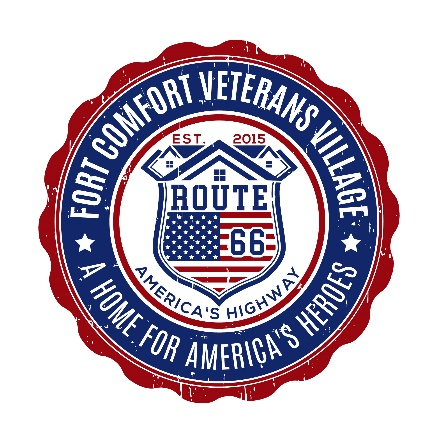 FORT COMFORT VETERANS VILLAGE
EST. 2015
ROUTE
66
AMERICA'S HIGHWAY
A HOME FOR AMERICA'S HEROES